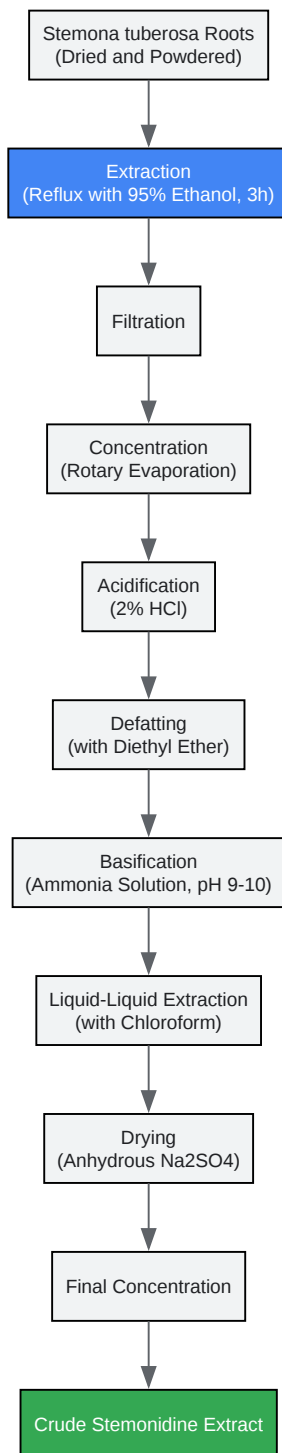 Stemona tuberosa Roots
(Dried and Powdered)
Extraction
(Reflux with 95% Ethanol, 3h)
Filtration
Concentration
(Rotary Evaporation)
Acidification
(2% HCl)
Defatting
(with Diethyl Ether)
Basification
(Ammonia Solution, pH 9-10)
Liquid-Liquid Extraction
(with Chloroform)
Drying
(Anhydrous Na2SO4)
Final Concentration
Crude Stemonidine Extract